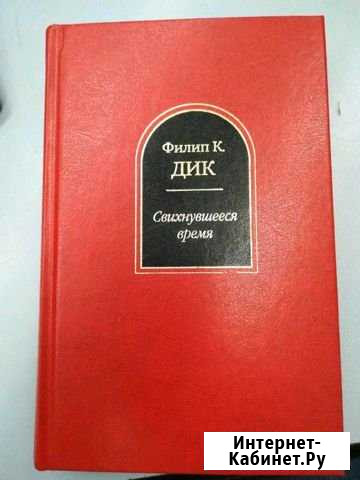 Филип К.
ДИК
Свихнувшееся
время
Интернет-
Кабинет.Ру